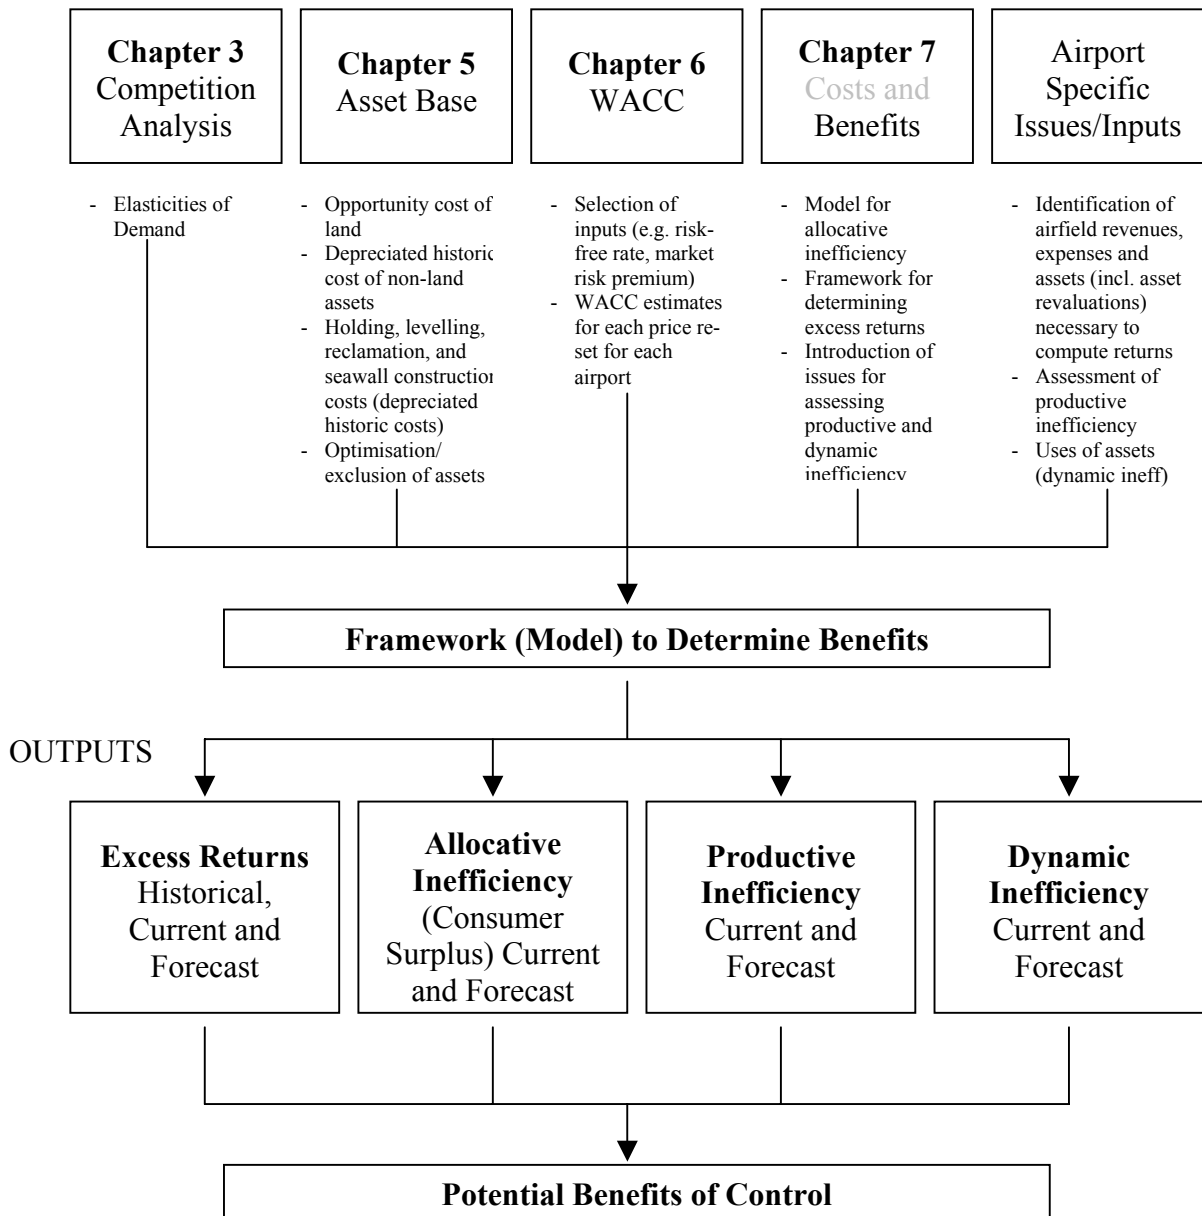 Chapter 3
Competition
Analysis
Chapter 5
Asset Base
Chapter 6
WACC
Chapter 7
Costs and
Benefits
Airport
Specific
Issues/Inputs
- Elasticities of
Demand
- Opportunity cost of
land
- Depreciated historic
cost of non-land
assets
- Holding, levelling,
reclamation, and
seawall construction
costs (depreciated
historic costs)
- Optimisation/
exclusion of assets
- Selection of
inputs (e.g. risk-
free rate, market
risk premium)
- WACC estimates
for each price re-
set for each
airport
- Model for
allocative
inefficiency
- Framework for
determining
excess returns
- Introduction of
issues for
assessing
productive and
dynamic
inefficiency
- Identification of
airfield revenues,
expenses and
assets (incl. asset
revaluations)
necessary to
compute returns
- Assessment of
productive
inefficiency
- Uses of assets
(dynamic ineff)
Framework (Model) to Determine Benefits
OUTPUTS
Excess Returns
Historical,
Current and
Forecast
Allocative
Inefficiency
(Consumer
Surplus) Current
and Forecast
Productive
Inefficiency
Current and
Forecast
Dynamic
Inefficiency
Current and
Forecast
Potential Benefits of Control